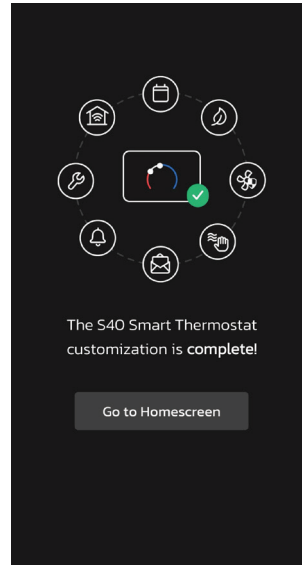 The S40 Smart Thermostat
customization is complete!
Go to Homescreen